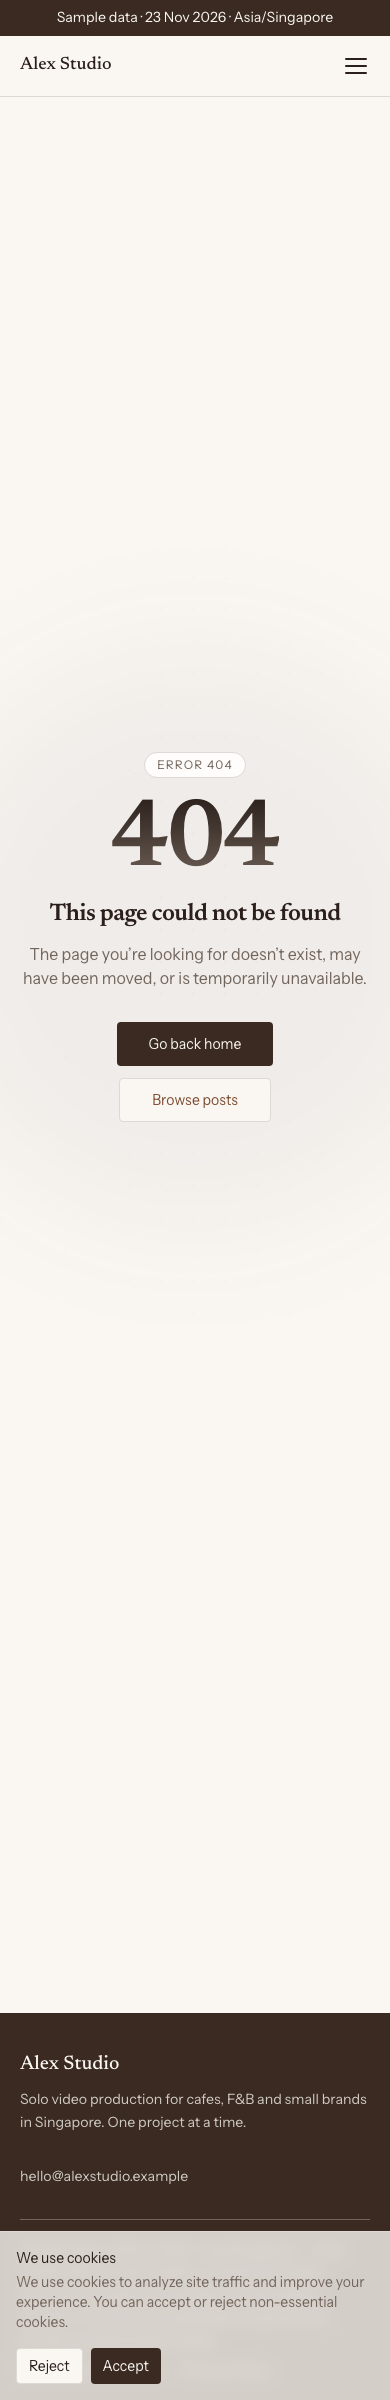 Sample data · 23 Nov 2026 · Asia/Singapore
Alex Studio
ERROR 404
404
This page could not be found
The page you’re looking for doesn’t exist, may
have been moved, or is temporarily unavailable.
Go back home
Browse posts
Alex Studio
Solo video production for cafes, F&B and small brands
in Singapore. One project at a time.
hello@alexstudio.example
We use cookies
We use cookies to analyze site traffic and improve your
experience. You can accept or reject non-essential
cookies.
Reject
Accept